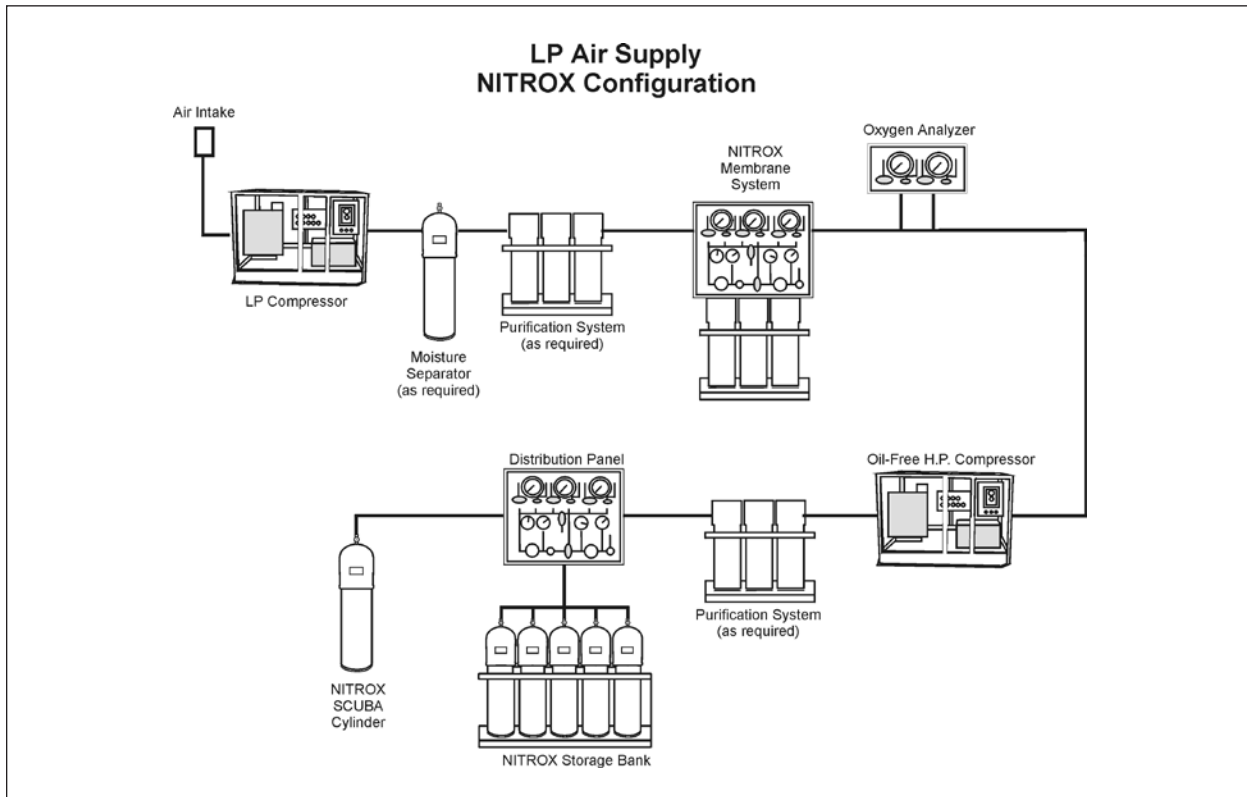 LP Air Supply
NITROX Configuration
Air Intake
Oxygen Analyzer
NITROX
Membrane
System
LP Compressor
Purification System
(as required)
Moisture
Separator
(as required)
Distribution Panel
Oil-Free H.P. Compressor
Purification System
(as required)
NITROX
SCUBA
Cylinder
NITROX Storage Bank